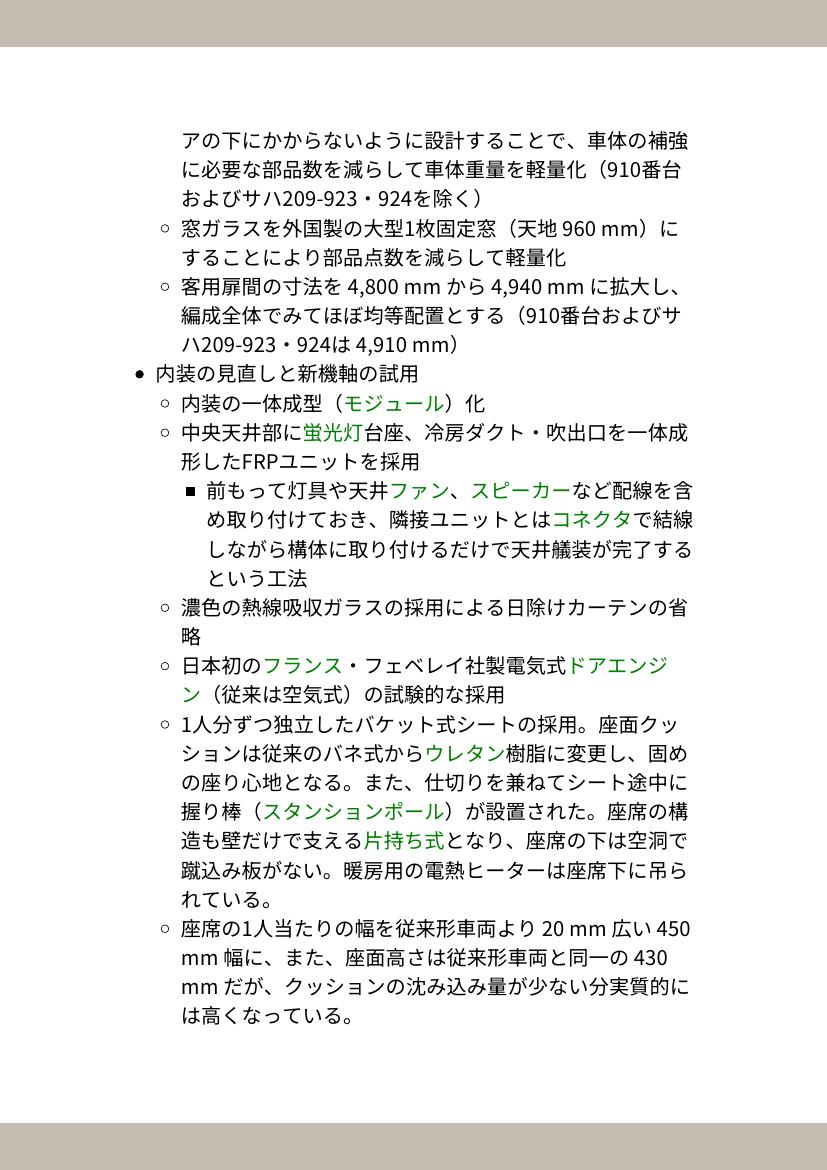 アの下にかからないように設計することで、車体の補強
に必要な部品数を減らして車体重量を軽量化（910番台
およびサハ209-923・924を除く）
窓ガラスを外国製の大型1枚固定窓（天地 960 mm）に
することにより部品点数を減らして軽量化
客用扉間の寸法を 4,800 mm から 4,940 mm に拡大し、
編成全体でみてほぼ均等配置とする（910番台およびサ
ハ209-923・924は 4,910 mm）
内装の見直しと新機軸の試用
内装の一体成型（モジュール）化
中央天井部に蛍光灯台座、冷房ダクト・吹出口を一体成
形したFRPユニットを採用
前もって灯具や天井ファン、スピーカーなど配線を含
め取り付けておき、隣接ユニットとはコネクタで結線
しながら構体に取り付けるだけで天井艤装が完了する
という工法
濃色の熱線吸収ガラスの採用による日除けカーテンの省
略
日本初のフランス・フェベレイ社製電気式ドアエンジ
ン（従来は空気式）の試験的な採用
1人分ずつ独立したバケット式シートの採用。座面クッ
ションは従来のバネ式からウレタン樹脂に変更し、固め
の座り心地となる。また、仕切りを兼ねてシート途中に
握り棒（スタンションポール）が設置された。座席の構
造も壁だけで支える片持ち式となり、座席の下は空洞で
蹴込み板がない。暖房用の電熱ヒーターは座席下に吊ら
れている。
座席の1人当たりの幅を従来形車両より 20 mm 広い 450
mm 幅に、また、座面高さは従来形車両と同一の 430
mm だが、クッションの沈み込み量が少ない分実質的に
は高くなっている。